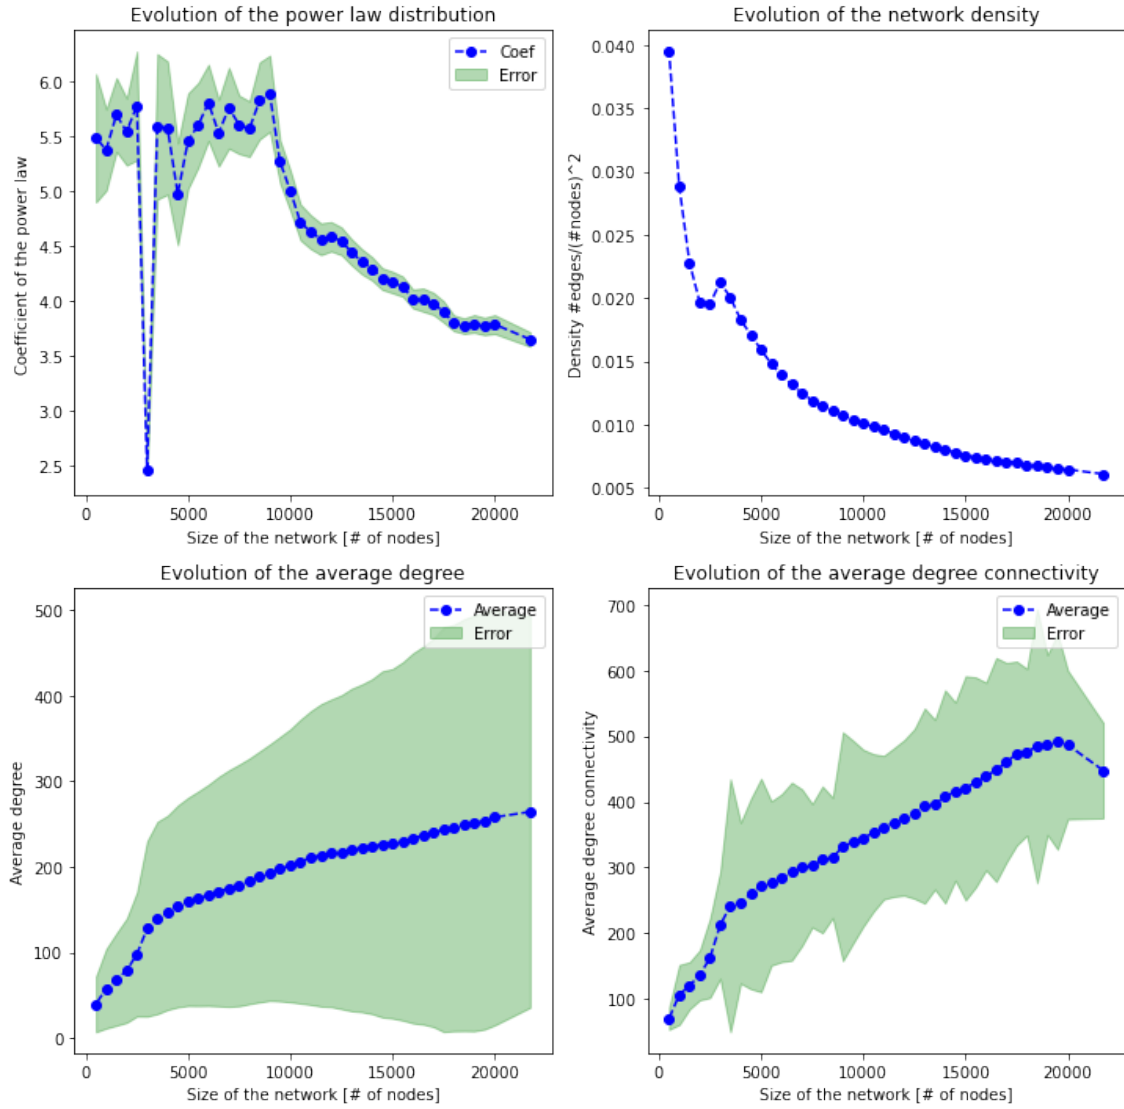 Evolution of the power law distribution
Coef
Error
6.0
5.5
5.0
4.5
4.0
3.5
3.0
2.5
Coefficient of the power law
0 5000 10000 15000 20000
Size of the network [# of nodes]
Evolution of the network density
0.040
0.035
0.030
0.025
0.020
0.015
0.010
0.005
Density #edges/(#nodes)^2
0 5000 10000 15000 20000
Size of the network [# of nodes]
Evolution of the average degree
Average
Error
500
400
300
200
100
0
Average degree
0 5000 10000 15000 20000
Size of the network [# of nodes]
Evolution of the average degree connectivity
Average
Error
700
600
500
400
300
200
100
Average degree connectivity
0 5000 10000 15000 20000
Size of the network [# of nodes]